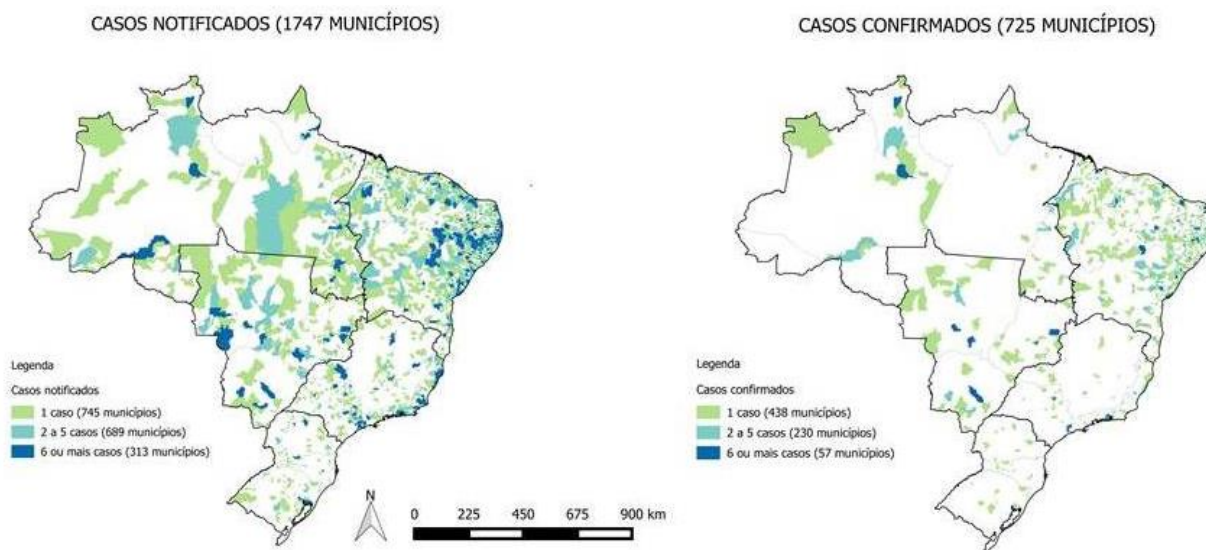 CASOS NOTIFICADOS (1747 MUNICÍPIOS)
CASOS CONFIRMADOS (725 MUNICÍPIOS)
Legenda
Casos notificados
1 caso (745 municípios)
2 a 5 casos (689 municípios)
6 ou mais casos (313 municípios)
N
0 225 450 675 900 km
Legenda
Casos confirmados
1 caso (438 municípios)
2 a 5 casos (230 municípios)
6 ou mais casos (57 municípios)